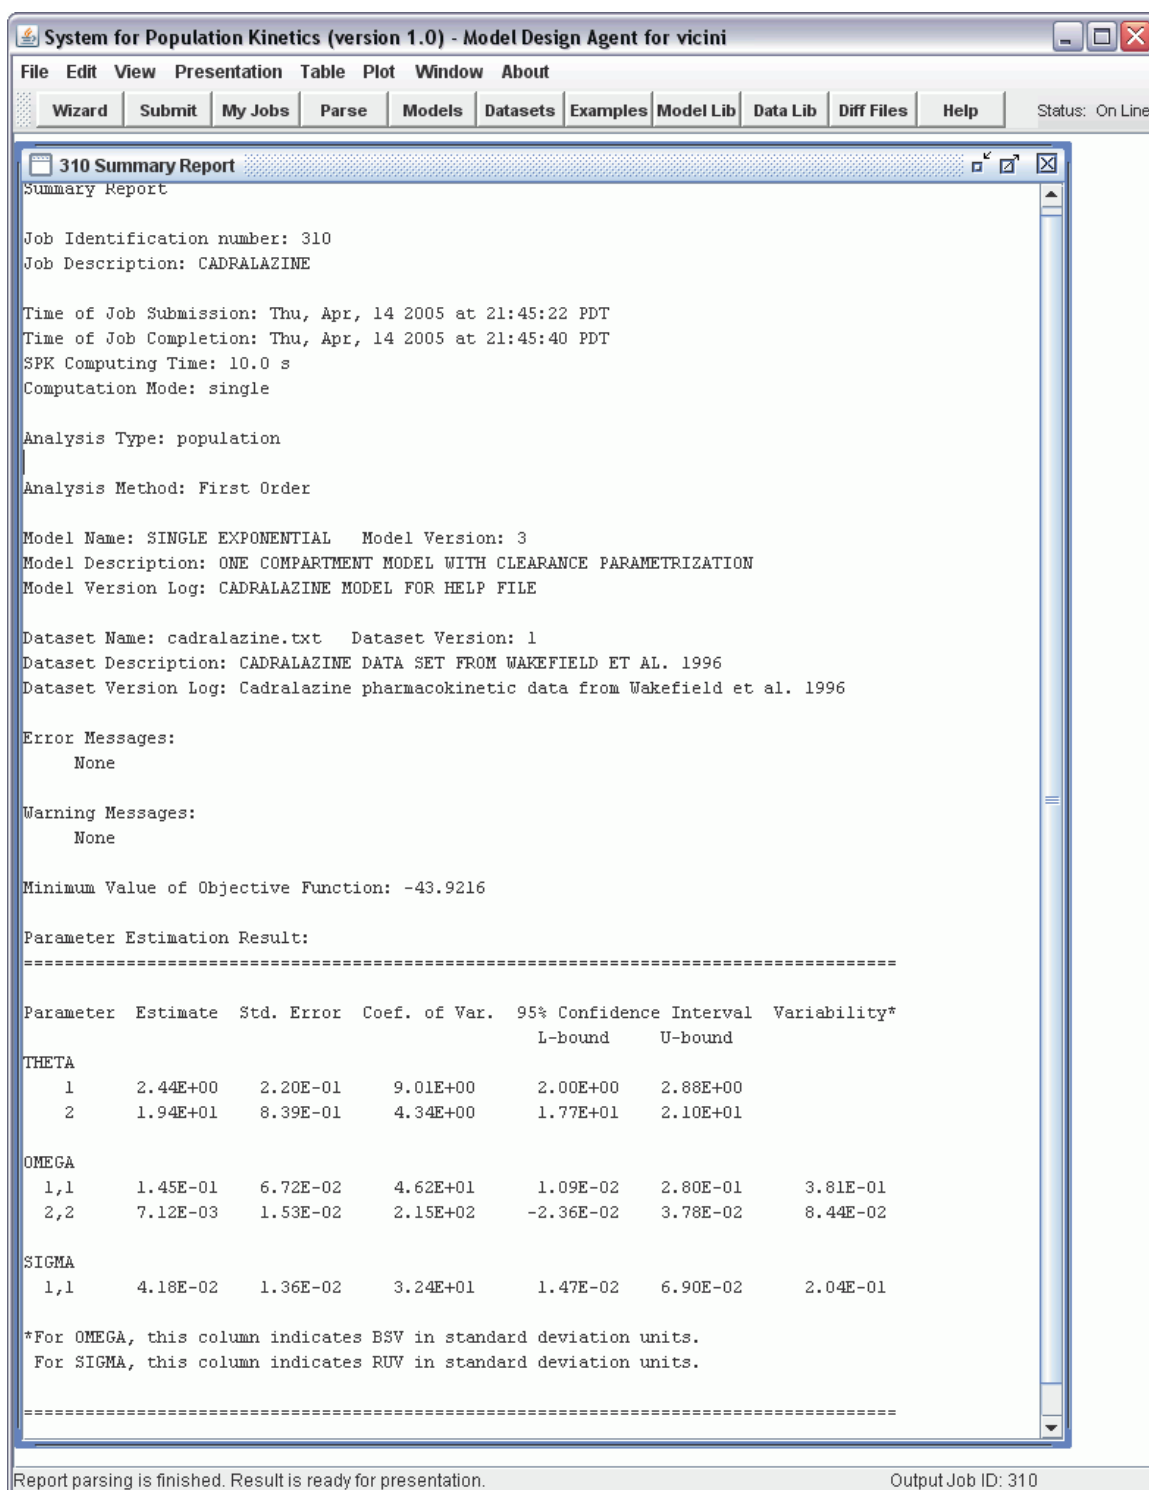 System for Population Kinetics (version 1.0) - Model Design Agent for vicini
File Edit View Presentation Table Plot Window About
Wizard Submit My Jobs Parse Models Datasets Examples Model Lib Data Lib Diff Files Help Status: On Line
310 Summary Report
Summary Report
Job Identification number: 310
Job Description: CADRALAZINE
Time of Job Submission: Thu, Apr, 14 2005 at 21:45:22 PDT
Time of Job Completion: Thu, Apr, 14 2005 at 21:45:40 PDT
SPK Computing Time: 10.0 s
Computation Mode: single
Analysis Type: population
Analysis Method: First Order
Model Name: SINGLE EXPONENTIAL Model Version: 3
Model Description: ONE COMPARTMENT MODEL WITH CLEARANCE PARAMETRIZATION
Model Version Log: CADRALAZINE MODEL FOR HELP FILE
Dataset Name: cadralazine.txt Dataset Version: 1
Dataset Description: CADRALAZINE DATA SET FROM WAKEFIELD ET AL. 1996
Dataset Version Log: Cadralazine pharmacokinetic data from Wakefield et al. 1996
Error Messages:
None
Warning Messages:
None
Minimum Value of Objective Function: -43.9216
Parameter Estimation Result:
=====================================================================================
Parameter Estimate Std. Error Coef. of Var. 95% Confidence Interval Variability*
L-bound U-bound
THETA
1 2.44E+00 2.20E-01 9.01E+00 2.00E+00 2.88E+00
2 1.94E+01 8.39E-01 4.34E+00 1.77E+01 2.10E+01
OMEGA
1,1 1.45E-01 6.72E-02 4.62E+01 1.09E-02 2.80E-01 3.81E-01
2,2 7.12E-03 1.53E-02 2.15E+02 -2.36E-02 3.78E-02 8.44E-02
SIGMA
1,1 4.18E-02 1.36E-02 3.24E+01 1.47E-02 6.90E-02 2.04E-01
*For OMEGA, this column indicates BSV in standard deviation units.
For SIGMA, this column indicates RUV in standard deviation units.
=====================================================================================
Report parsing is finished. Result is ready for presentation. Output Job ID: 310